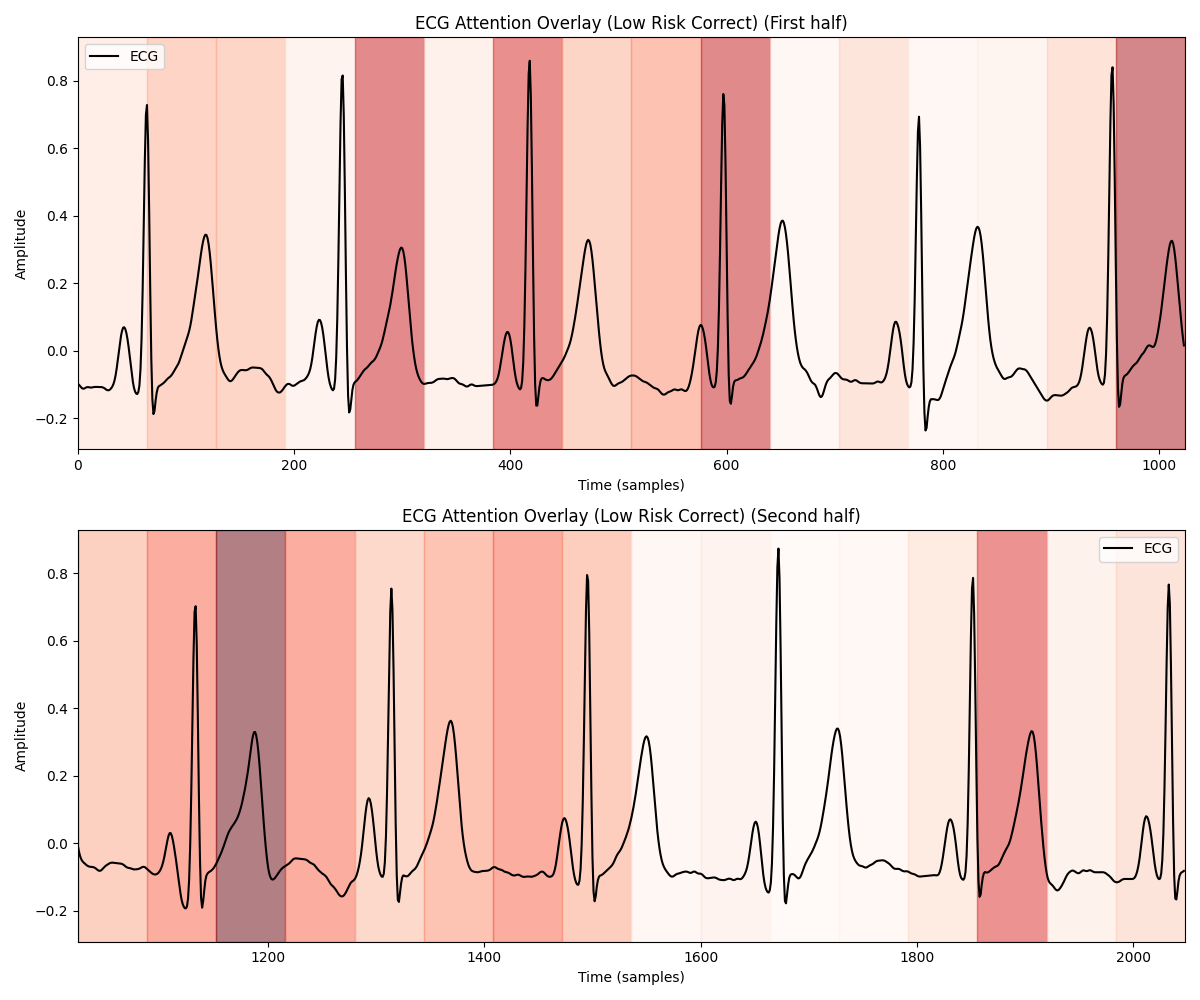 ECG Attention Overlay (Low Risk Correct) (First half)
ECG
Amplitude
0.8
0.6
0.4
0.2
0.0
−0.2
0 200 400 600 800 1000
Time (samples)
ECG Attention Overlay (Low Risk Correct) (Second half)
ECG
Amplitude
0.8
0.6
0.4
0.2
0.0
−0.2
1200 1400 1600 1800 2000
Time (samples)